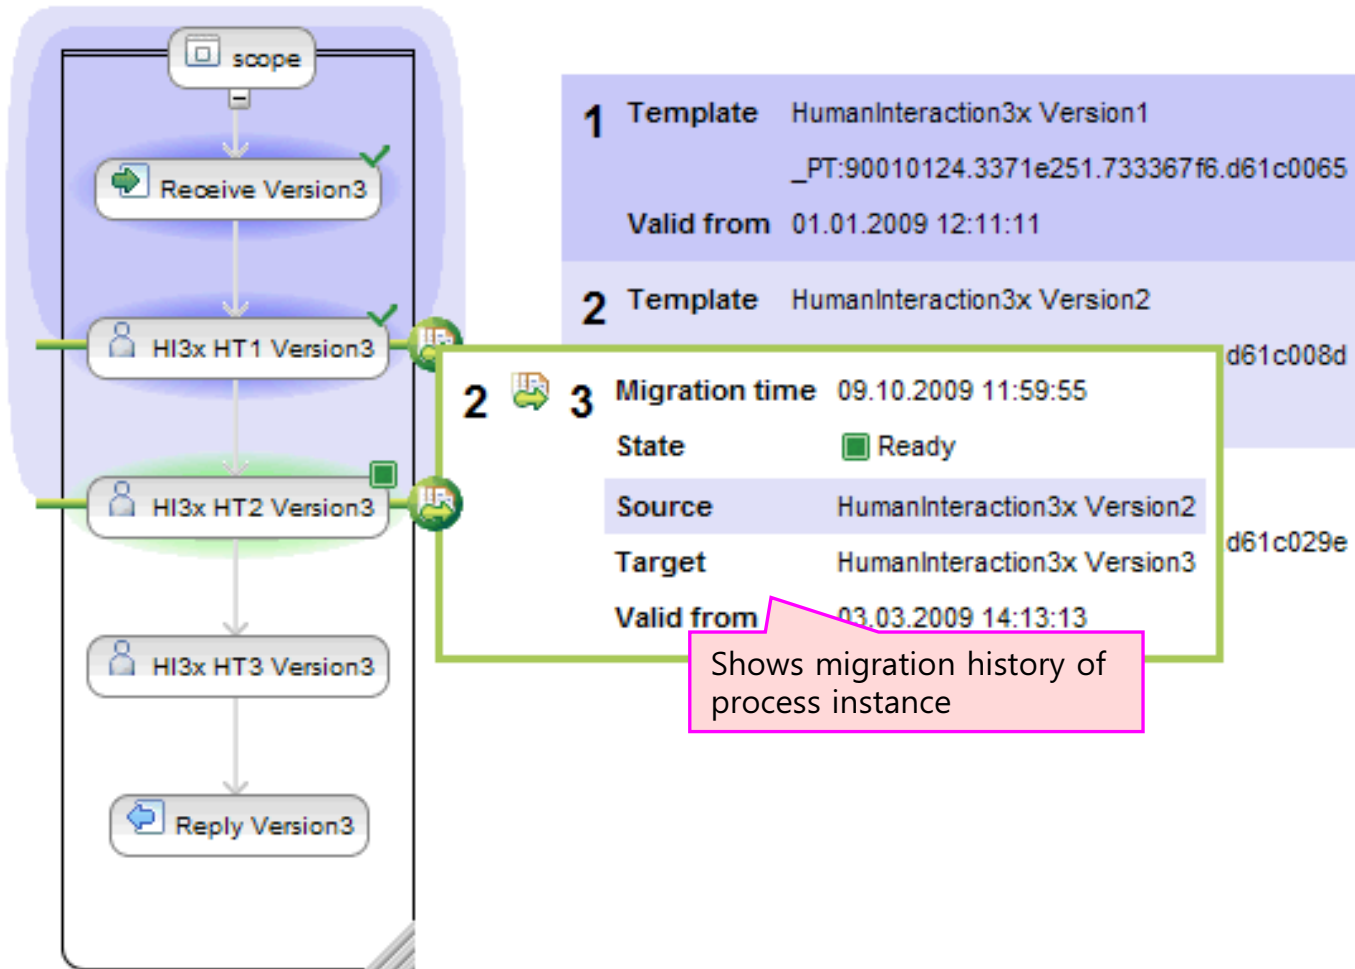 scope
Receive Version3
HI3x HT1 Version3
HI3x HT2 Version3
HI3x HT3 Version3
Reply Version3
1 Template HumanInteraction3x Version1
_PT:90010124.3371e251.733367f6.d61c0065
Valid from 01.01.2009 12:11:11
2 Template HumanInteraction3x Version2
d61c008d
d61c029e
2 3 Migration time 09.10.2009 11:59:55
State Ready
Source HumanInteraction3x Version2
Target HumanInteraction3x Version3
Valid from 03.03.2009 14:13:13
Shows migration history of
process instance